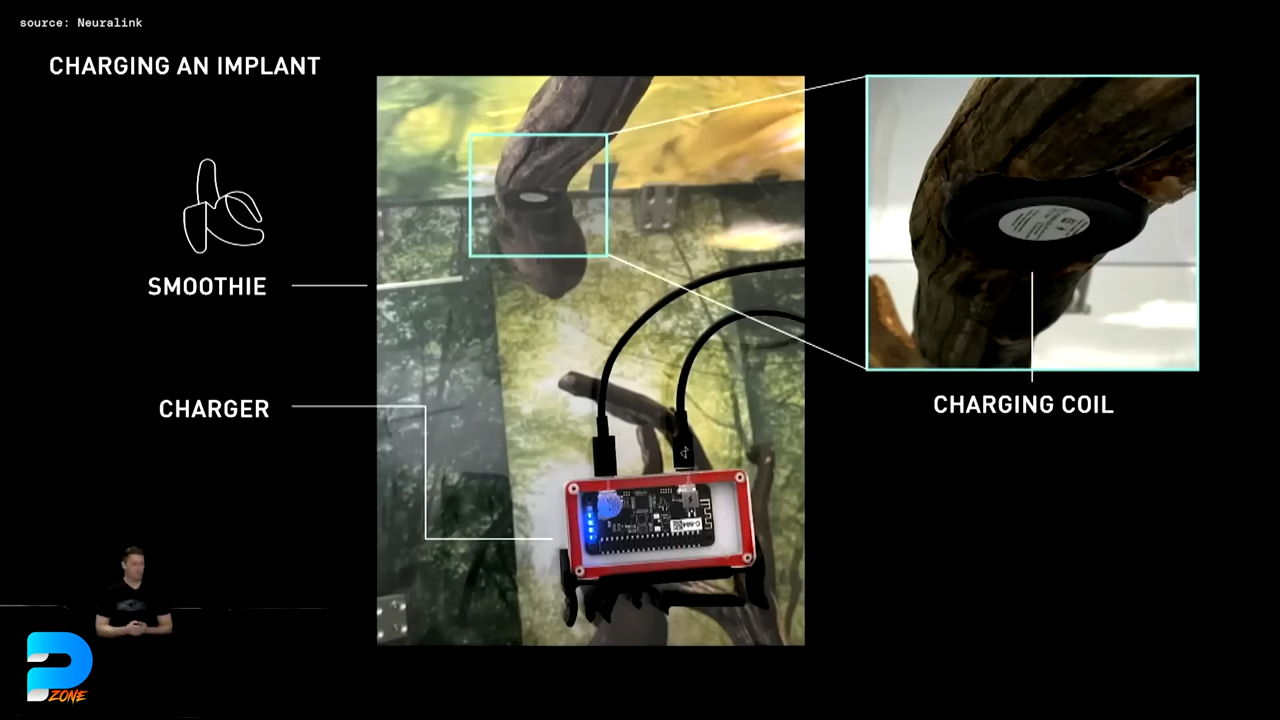 source: Neuralink
CHARGING AN IMPLANT
SMOOTHIE
CHARGER
CHARGING COIL
ZONE